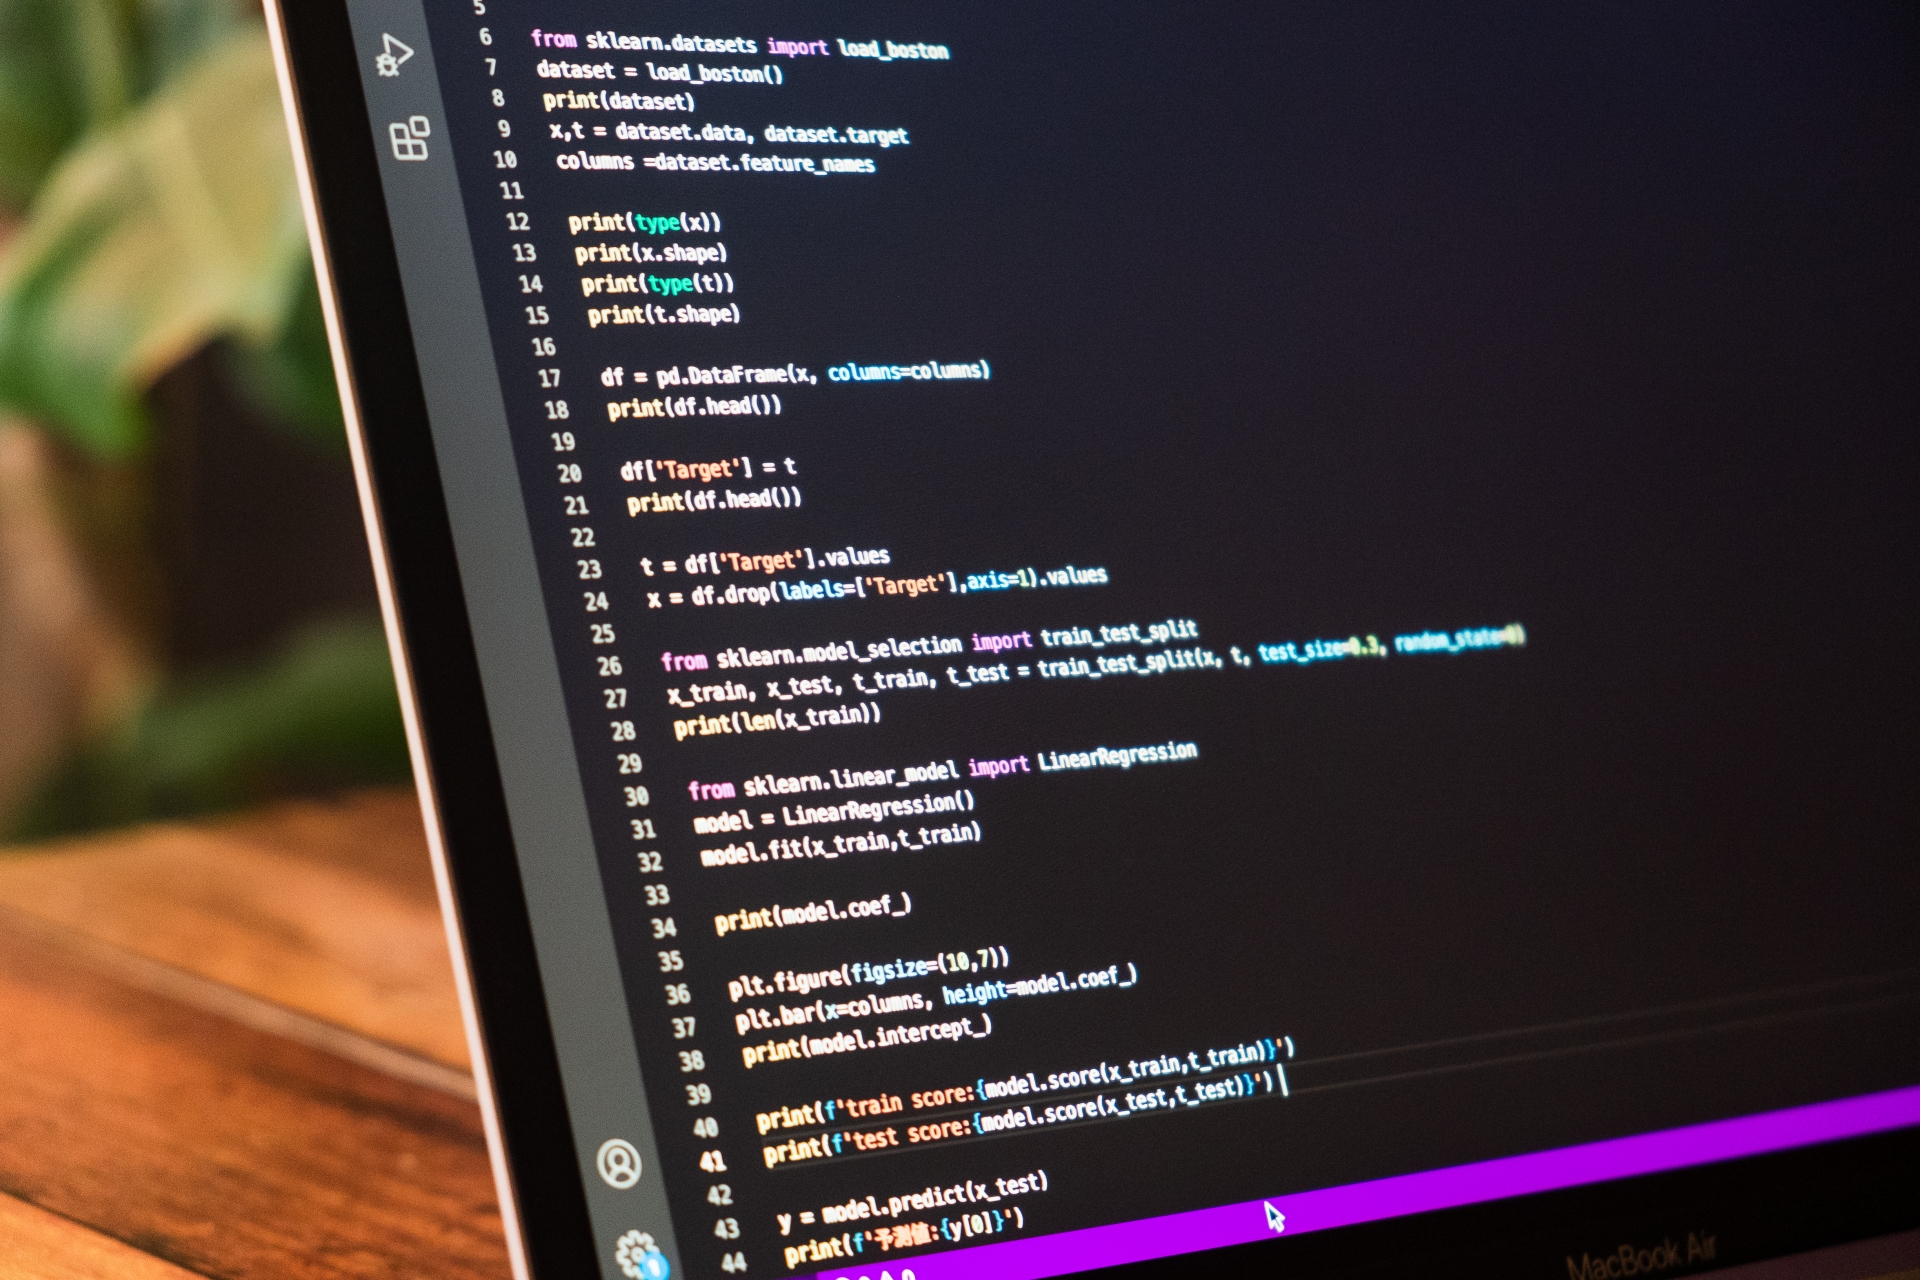 5
6 from sklearn.datasets import load_boston
7 dataset = load_boston()
8 print(dataset)
9 x,t = dataset.data, dataset.target
10 columns =dataset.feature_names
11
12 print(type(x))
13 print(x.shape)
14 print(type(t))
15 print(t.shape)
16
17 df = pd.DataFrame(x, columns=columns)
18 print(df.head())
19
20 df['Target'] = t
21 print(df.head())
22
23 t = df['Target'].values
24 x = df.drop(labels=['Target'],axis=1).values
25
26 from sklearn.model_selection import train_test_split
27 x_train, x_test, t_train, t_test = train_test_split(x, t, test_size=0.3, random_state=0)
28 print(len(x_train))
29
30 from sklearn.linear_model import LinearRegression
31 model = LinearRegression()
32 model.fit(x_train,t_train)
33
34 print(model.coef_)
35
36 plt.figure(figsize=(10,7))
37 plt.bar(x=columns, height=model.coef_)
38 print(model.intercept_)
39
40 print(f'train score:{model.score(x_train,t_train)}')
41 print(f'test score:{model.score(x_test,t_test)}')
42
43 y = model.predict(x_test)
44 print(f'予測値:{y[0]}')
1
MacBook Air